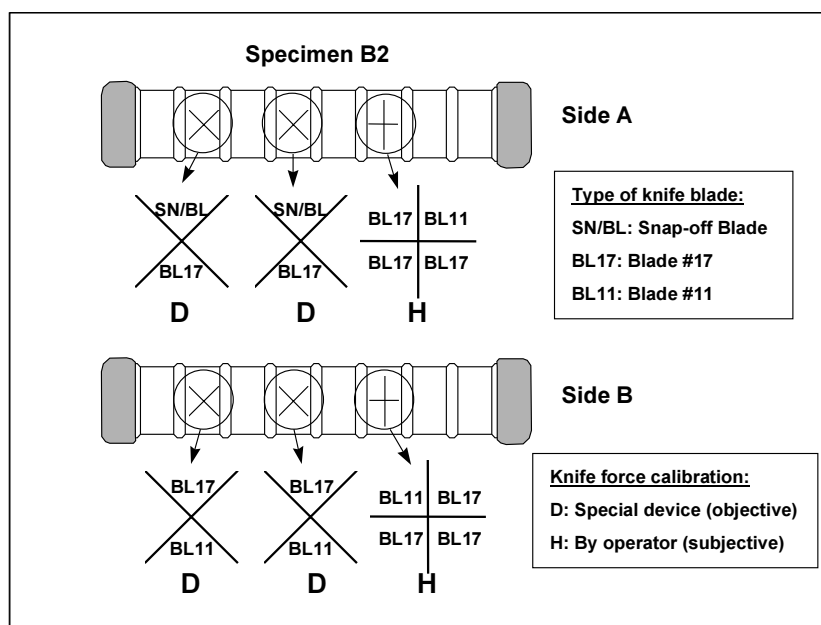 Specimen B2
Side A
SN/BL
BL17
D
SN/BL
BL17
D
BL17 BL11
BL17 BL17
H
Type of knife blade:
SN/BL: Snap-off Blade
BL17: Blade #17
BL11: Blade #11
Side B
BL17
BL11
D
BL17
BL11
D
BL11 BL17
BL17 BL17
H
Knife force calibration:
D: Special device (objective)
H: By operator (subjective)